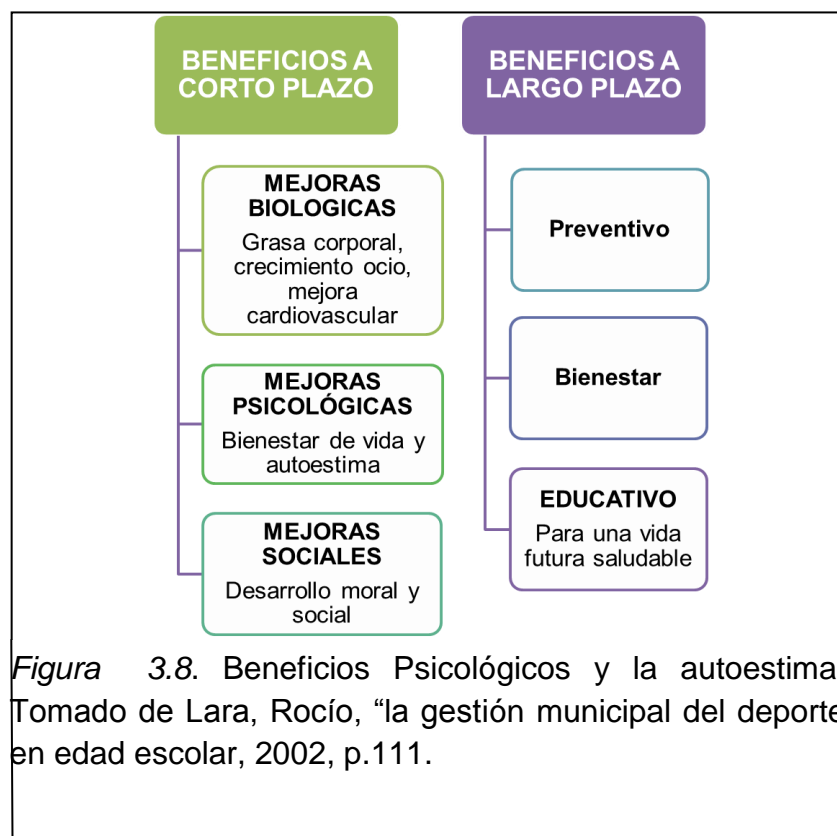 BENEFICIOS A
CORTO PLAZO
MEJORAS
BIOLOGICAS
Grasa corporal,
crecimiento ocio,
mejora
cardiovascular
MEJORAS
PSICOLÓGICAS
Bienestar de vida y
autoestima
MEJORAS
SOCIALES
Desarrollo moral y
social
BENEFICIOS A
LARGO PLAZO
Preventivo
Bienestar
EDUCATIVO
Para una vida
futura saludable
Figura 3.8. Beneficios Psicológicos y la autoestima
Tomado de Lara, Rocío, “la gestión municipal del deporte
en edad escolar, 2002, p.111.